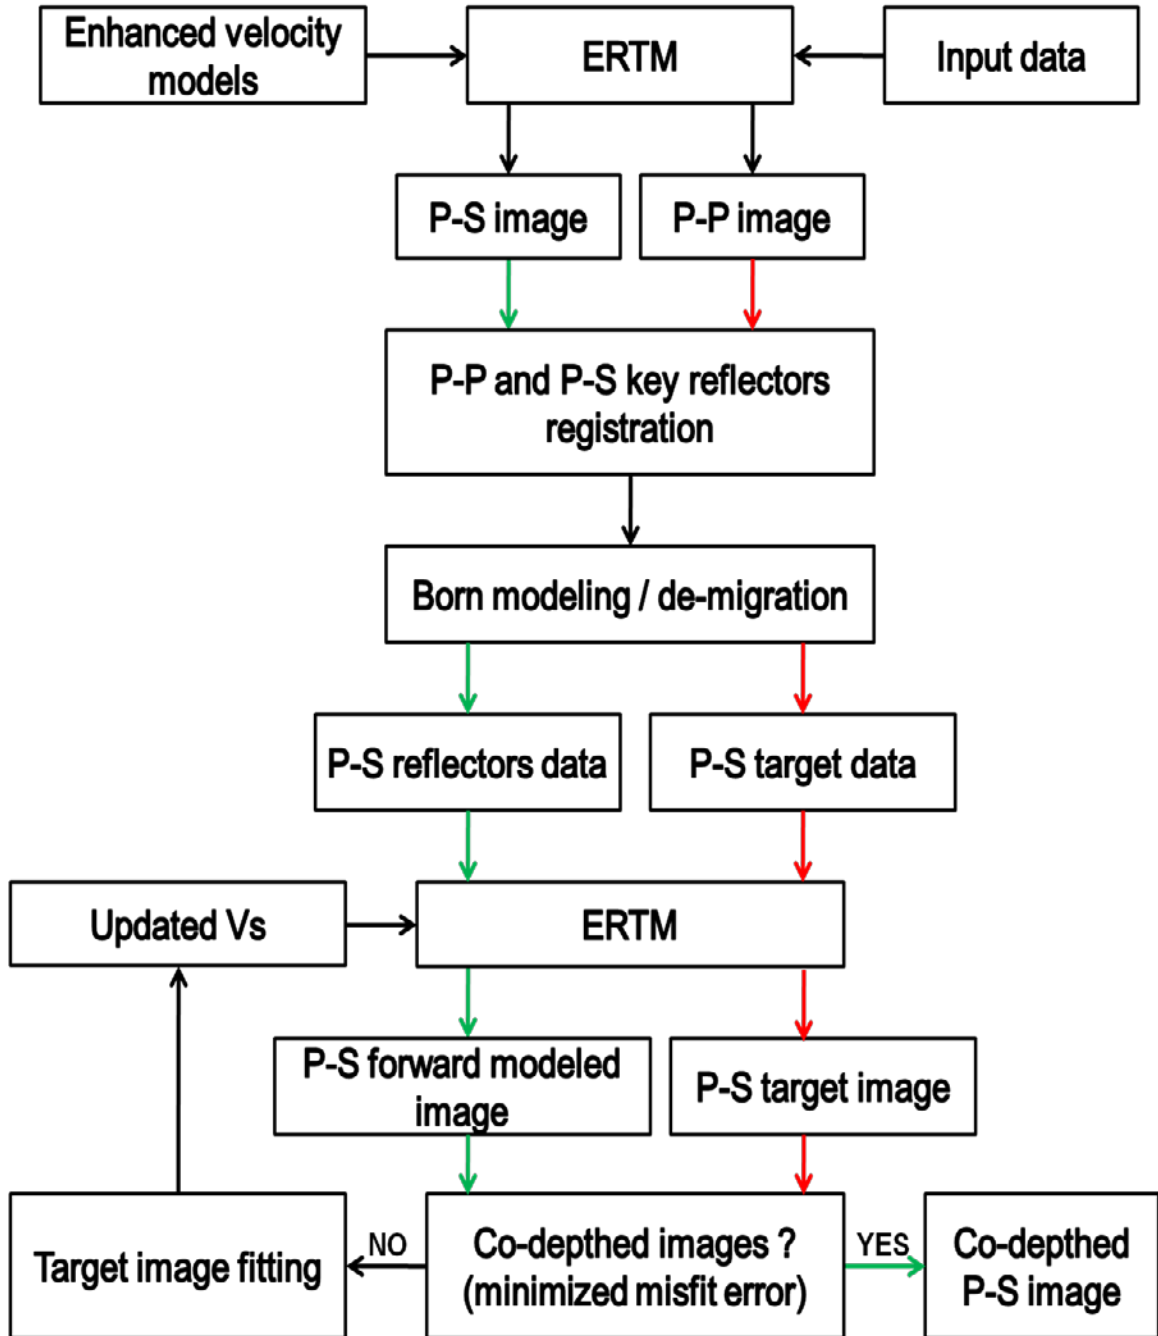 Enhanced velocity
models
ERTM
Input data
P-S image
P-P image
P-P and P-S key reflectors
registration
Born modeling / de-migration
P-S reflectors data
P-S target data
Updated Vs
ERTM
P-S forward modeled
image
P-S target image
Target image fitting
NO
Co-depthed images ?
(minimized misfit error)
YES
Co-depthed
P-S image